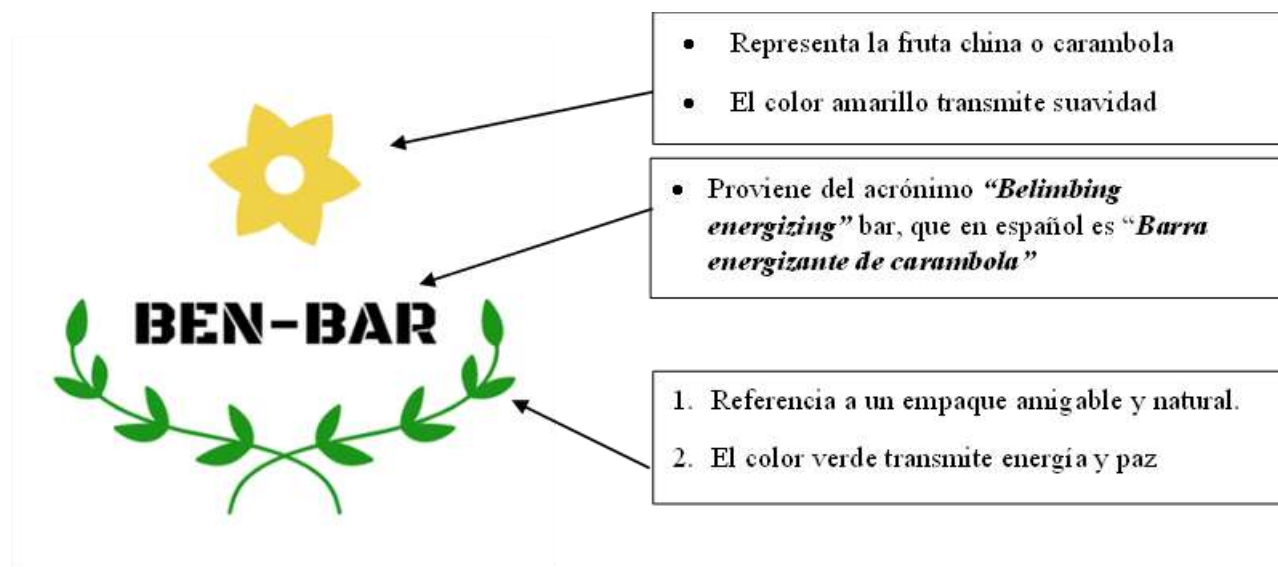 • Representa la fruta china o carambola
• El color amarillo transmite suavidad
• Proviene del acrónimo “Belimbing
energizing” bar, que en español es “Barra
energizante de carambola”
BEN-BAR
1. Referencia a un empaque amigable y natural.
2. El color verde transmite energía y paz